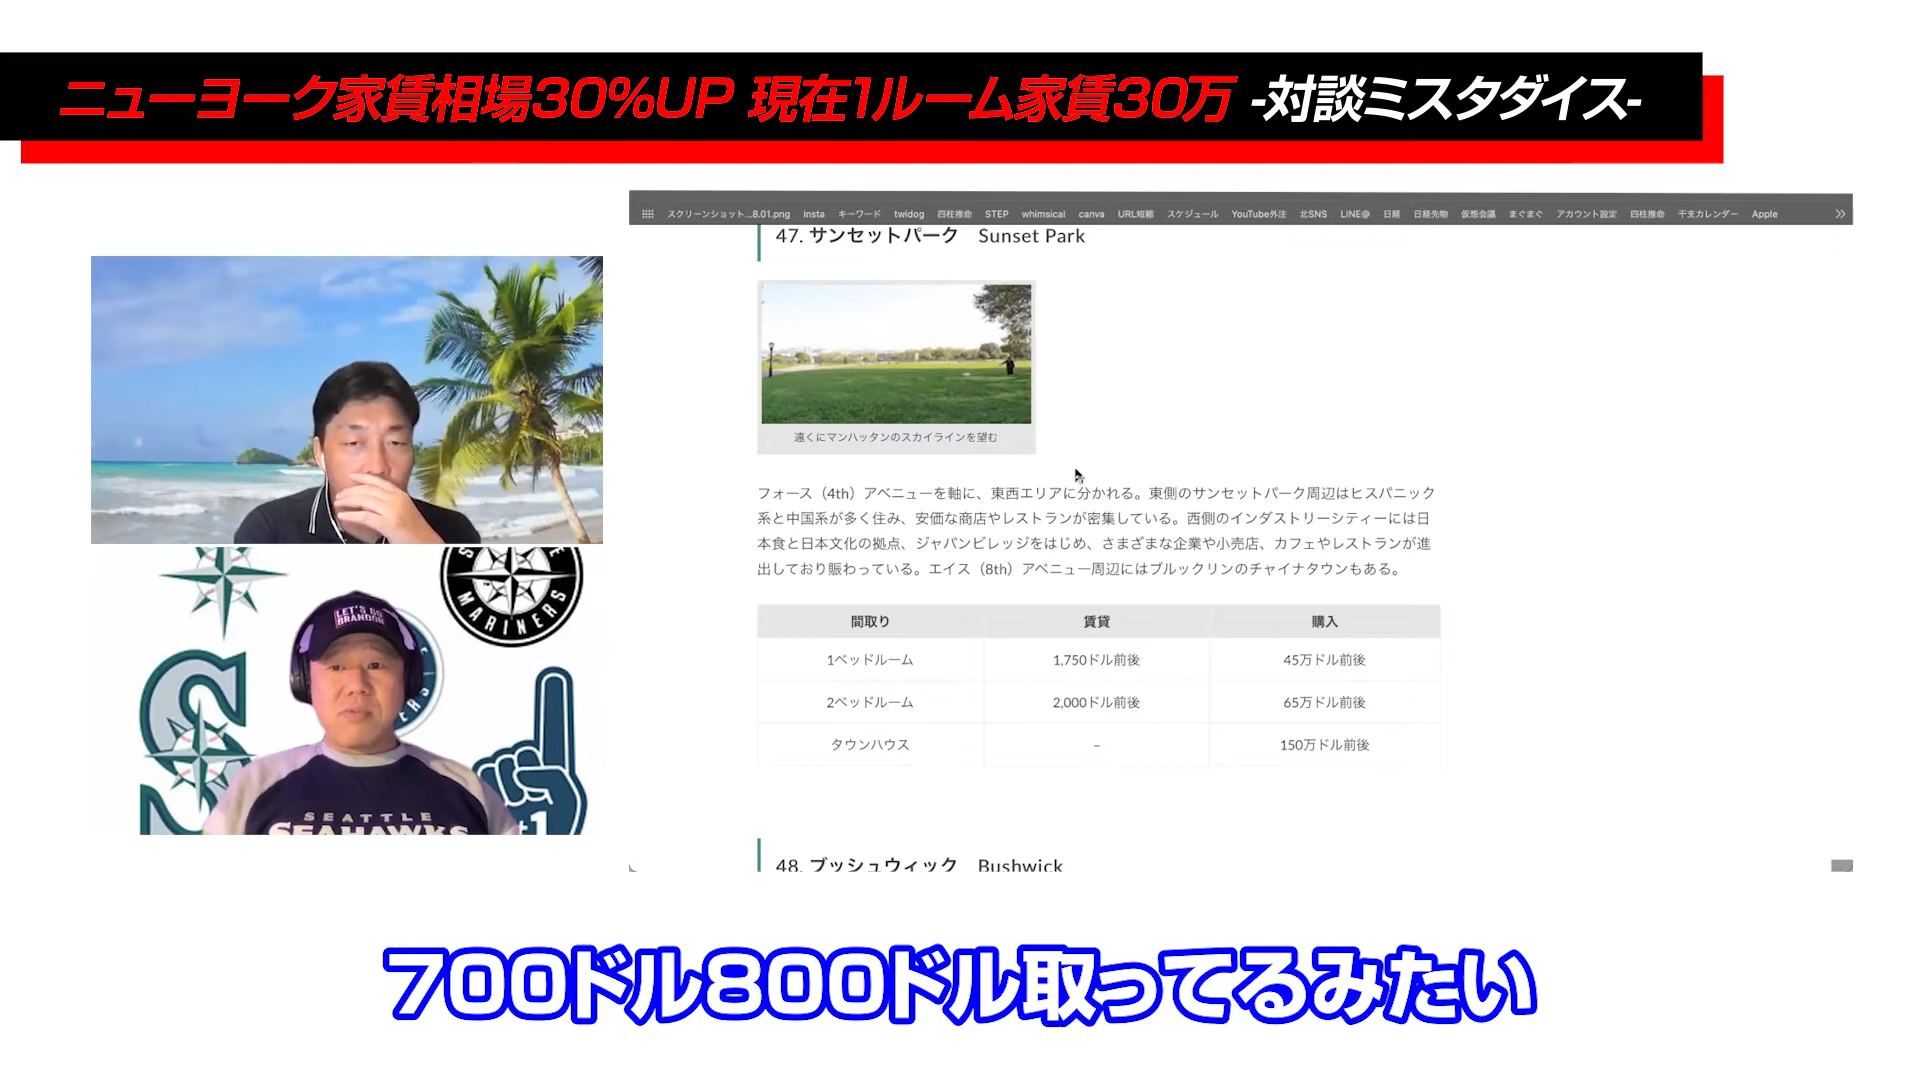 ニューヨーク家賃相場30%UP 現在1ルーム家賃30万 -対談ミスタダイス-
スクリーンショット...8.01.png insta キーワード twidog 四柱推命 STEP whimsical canva URL短縮 スケジュール YouTube外注 北SNS LINE@ 日経 日経先物 仮想会議 まぐまぐ アカウント設定 四柱推命 干支カレンダー Apple
47. サンセットパーク Sunset Park
遠くにマンハッタンのスカイラインを望む
フォース（4th）アベニューを軸に、東西エリアに分かれる。東側のサンセットパーク周辺はヒスパニック
系と中国系が多く住み、安価な商店やレストランが密集している。西側のインダストリーシティーには日
本食と日本文化の拠点、ジャパンビレッジをはじめ、さまざまな企業や小売店、カフェやレストランが進
出しており賑わっている。エイス（8th）アベニュー周辺にはブルックリンのチャイナタウンもある。
間取り 賃貸 購入
1ベッドルーム 1,750ドル前後 45万ドル前後
2ベッドルーム 2,000ドル前後 65万ドル前後
タウンハウス – 150万ドル前後
48. ブッシュウィック Bushwick
MARINERS
LET'S GO
BRANDON
S
SEATTLE
SEAHAWKS
#1
700ドル800ドル取ってるみたい